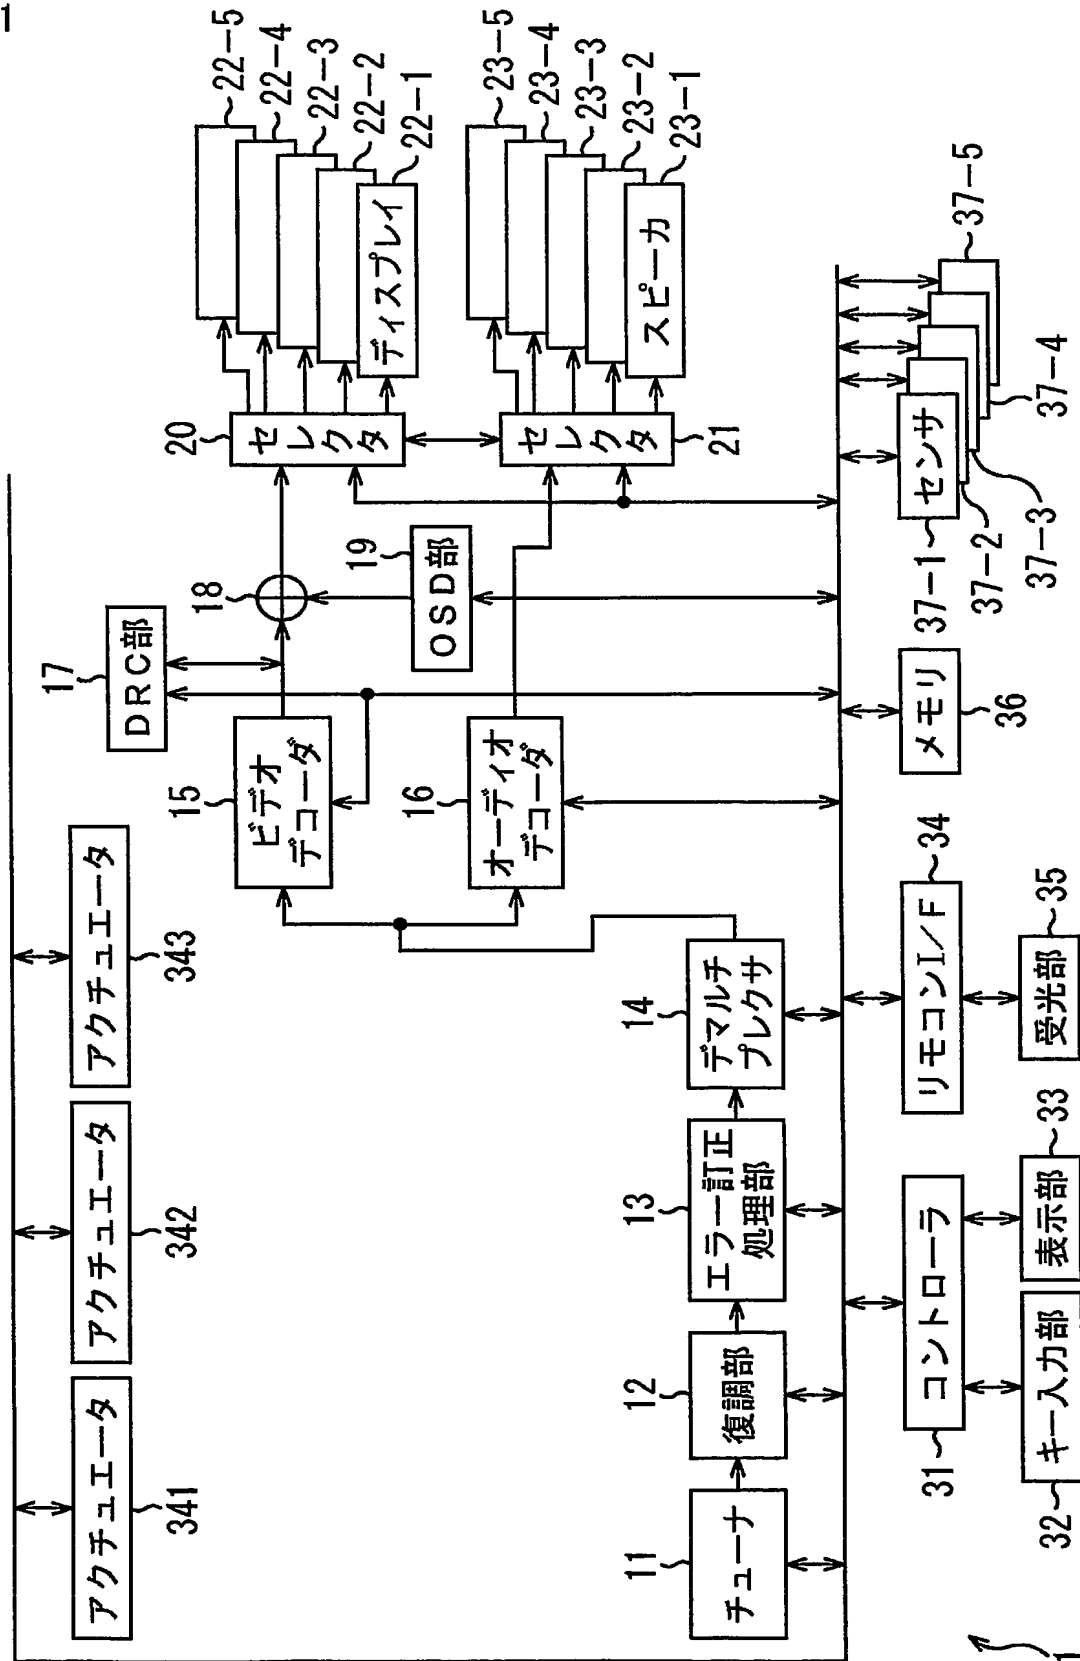 1
アクチュエータ
341
アクチュエータ
342
アクチュエータ
343
DRC部
17
ビデオ
デコーダ
15
18
セレクタ
20
22-5
22-4
22-3
22-2
ディスプレイ
22-1
オーディオ
デコーダ
16
OSD部
19
セレクタ
21
23-5
23-4
23-3
23-2
スピーカ
23-1
チューナ
11
復調部
12
エラー訂正
処理部
13
デマルチ
プレクサ
14
コントローラ
31
キー入力部
32
表示部
33
リモコンI/F
34
受光部
35
メモリ
36
センサ
37-1
37-2
37-3
37-4
37-5
1